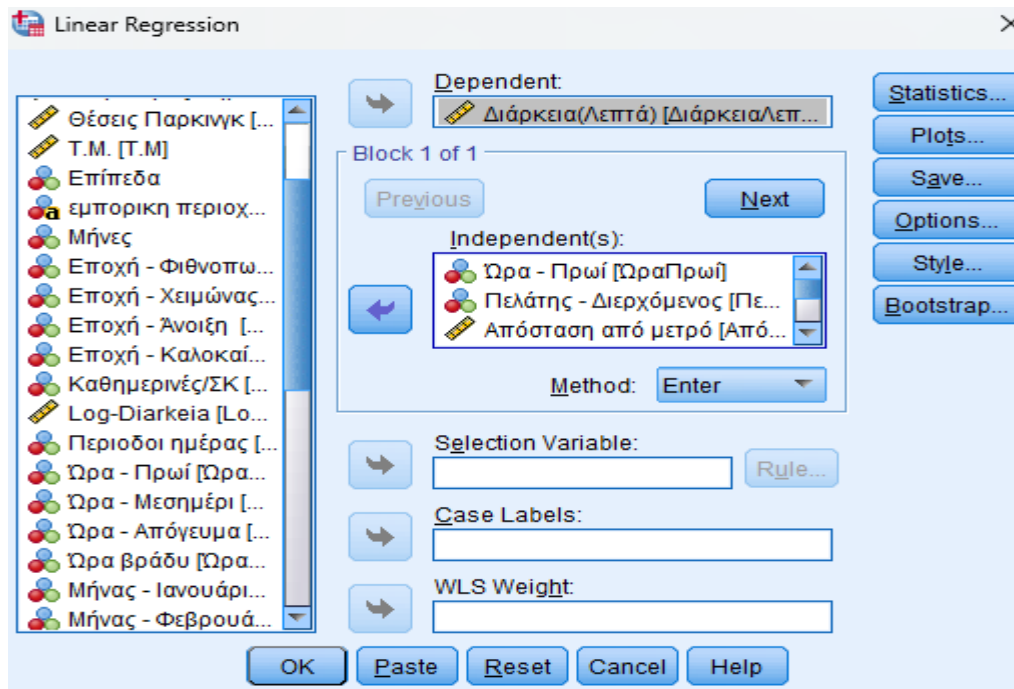 Linear Regression
Θέσεις Παρκινγκ [...
T.M. [T.M]
Επίπεδα
εμπορικη περιοχ...
Μήνες
Εποχή - Φιθνοπω...
Εποχή - Χειμώνας...
Εποχή - Άνοιξη [...
Εποχή - Καλοκαί...
Καθημερινές/ΣΚ [...
Log-Diarkeia [Lo...
Περιοδοι ημέρας [...
Ώρα - Πρωί [Ώρα...
Ώρα - Μεσημέρι [...
Ώρα - Απόγευμα [...
Ώρα βράδυ [Ώρα...
Μήνας - Ιανουάρι...
Μήνας - Φεβρουά...
Dependent:
Διάρκεια(Λεπτά) [ΔιάρκειαΛεπ...
Block 1 of 1
Previous
Next
Independent(s):
Ώρα - Πρωί [ΏραΠρωί]
Πελάτης - Διερχόμενος [Πε...
Απόσταση από μετρό [Από...
Method: Enter
Selection Variable:
Rule...
Case Labels:
WLS Weight:
Statistics...
Plots...
Save...
Options...
Style...
Bootstrap...
OK Paste Reset Cancel Help